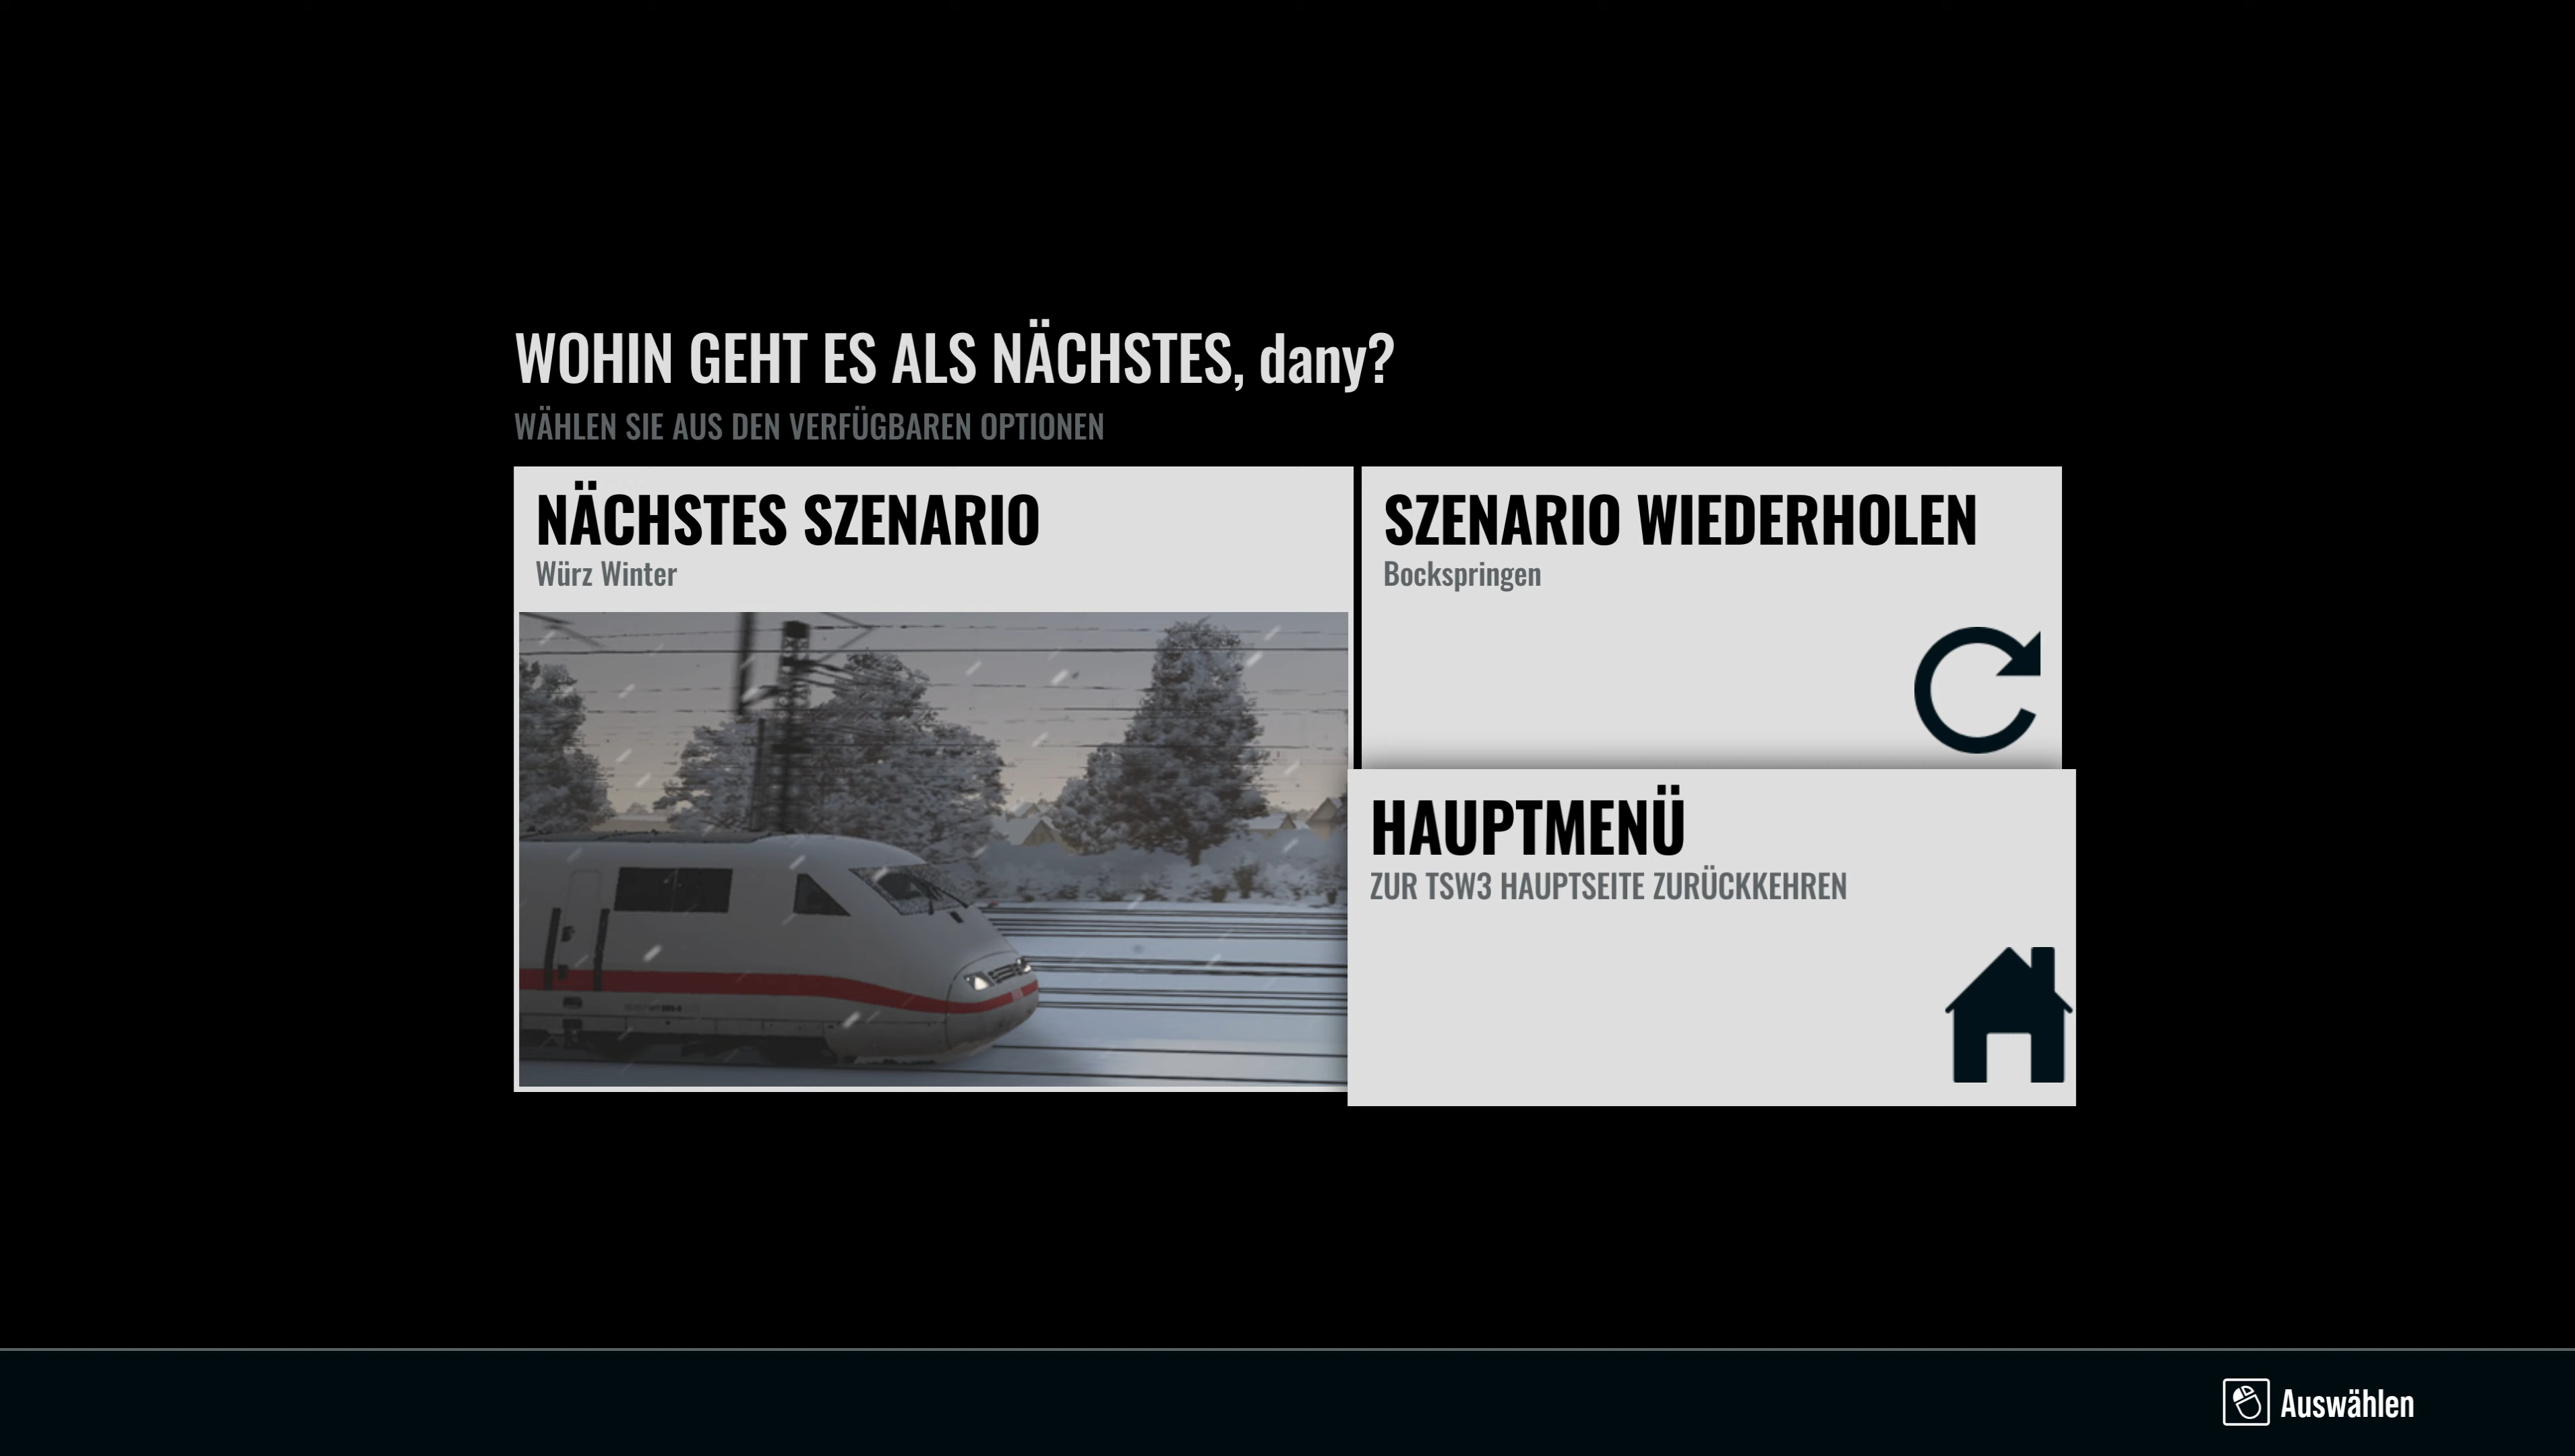 WOHIN GEHT ES ALS NÄCHSTES, dany?
WÄHLEN SIE AUS DEN VERFÜGBAREN OPTIONEN
NÄCHSTES SZENARIO
Würz Winter
SZENARIO WIEDERHOLEN
Bockspringen
HAUPTMENÜ
ZUR TSW3 HAUPTSEITE ZURÜCKKEHREN
Auswählen